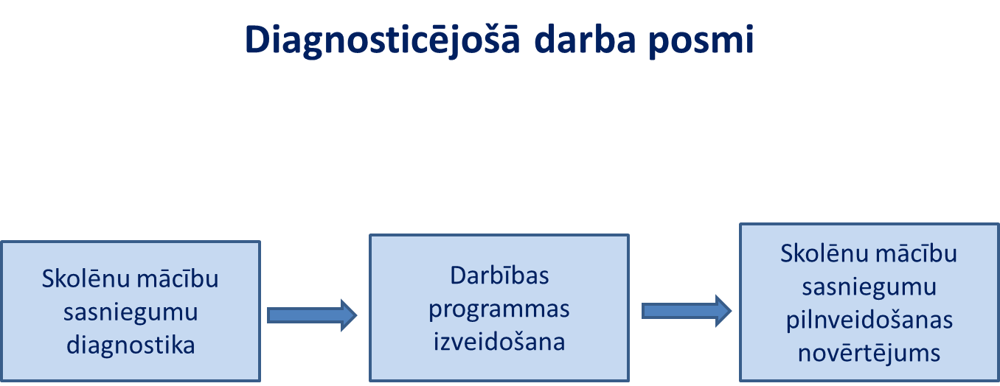 Diagnosticējošā darba posmi
Skolēnu mācību
sasniegumu
diagnostika
Darbības
programmas
izveidošana
Skolēnu mācību
sasniegumu
pilnveidošanas
novērtējums